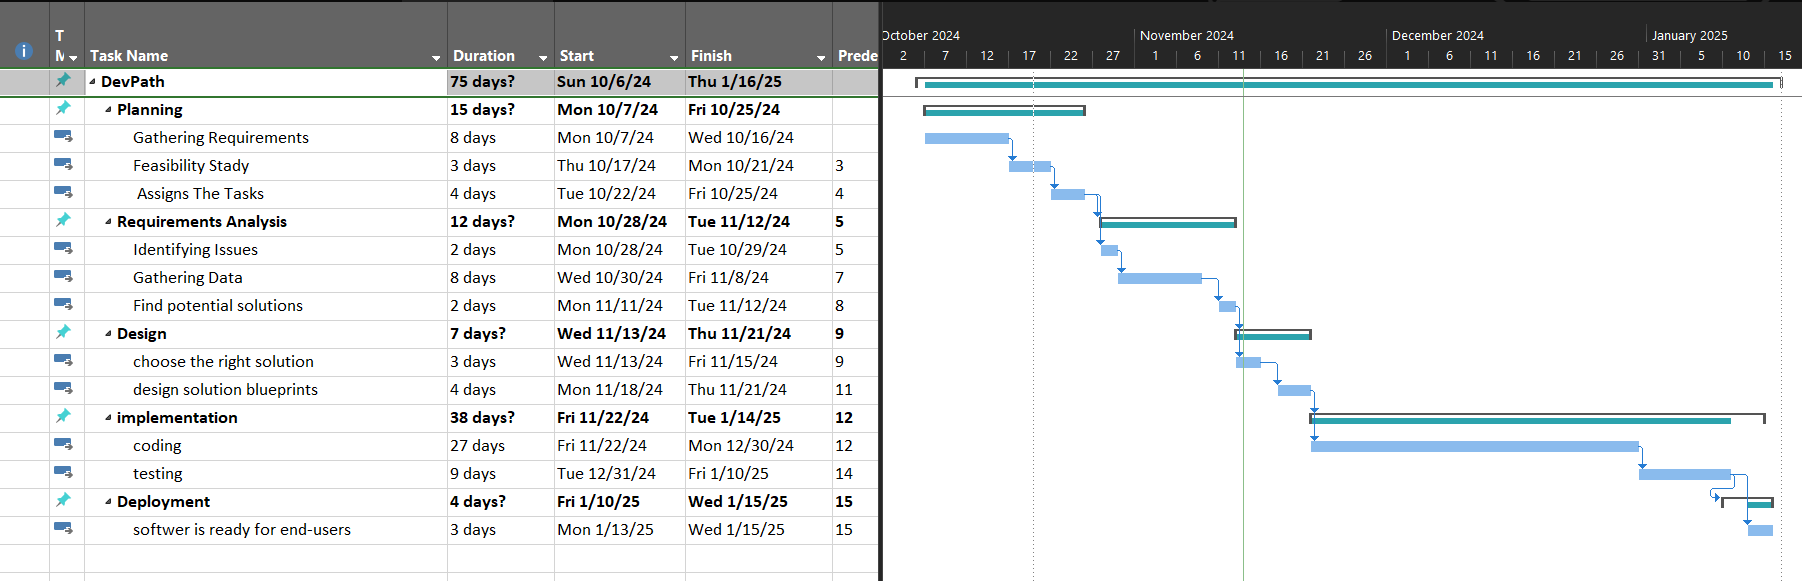 October 2024 November 2024 December 2024 January 2025
T
M Task Name Duration Start Finish Prede
2 7 12 17 22 27 1 6 11 16 21 26 1 6 11 16 21 26 31 5 10 15
DevPath 75 days? Sun 10/6/24 Thu 1/16/25
Planning 15 days? Mon 10/7/24 Fri 10/25/24
Gathering Requirements 8 days Mon 10/7/24 Wed 10/16/24
Feasibility Stady 3 days Thu 10/17/24 Mon 10/21/24 3
Assigns The Tasks 4 days Tue 10/22/24 Fri 10/25/24 4
Requirements Analysis 12 days? Mon 10/28/24 Tue 11/12/24 5
Identifying Issues 2 days Mon 10/28/24 Tue 10/29/24 5
Gathering Data 8 days Wed 10/30/24 Fri 11/8/24 7
Find potential solutions 2 days Mon 11/11/24 Tue 11/12/24 8
Design 7 days? Wed 11/13/24 Thu 11/21/24 9
choose the right solution 3 days Wed 11/13/24 Fri 11/15/24 9
design solution blueprints 4 days Mon 11/18/24 Thu 11/21/24 11
implementation 38 days? Fri 11/22/24 Tue 1/14/25 12
coding 27 days Fri 11/22/24 Mon 12/30/24 12
testing 9 days Tue 12/31/24 Fri 1/10/25 14
Deployment 4 days? Fri 1/10/25 Wed 1/15/25 15
softwer is ready for end-users 3 days Mon 1/13/25 Wed 1/15/25 15